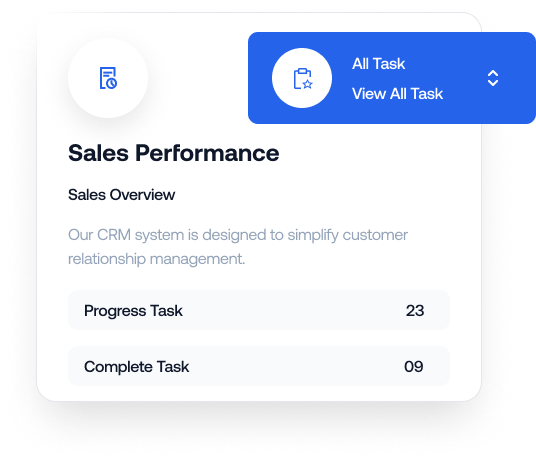 All Task
View All Task
Sales Performance
Sales Overview
Our CRM system is designed to simplify customer
relationship management.
Progress Task 23
Complete Task 09